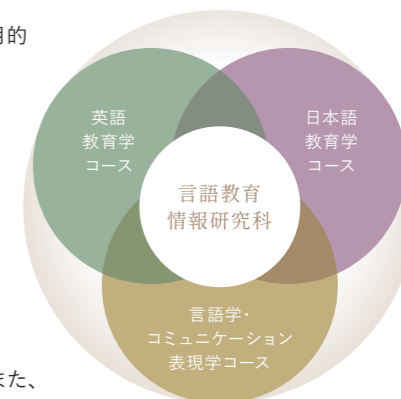 的
英語
教育学
コース
日本語
教育学
コース
言語教育
情報研究科
言語学・
コミュニケーション
表現学コース
また、